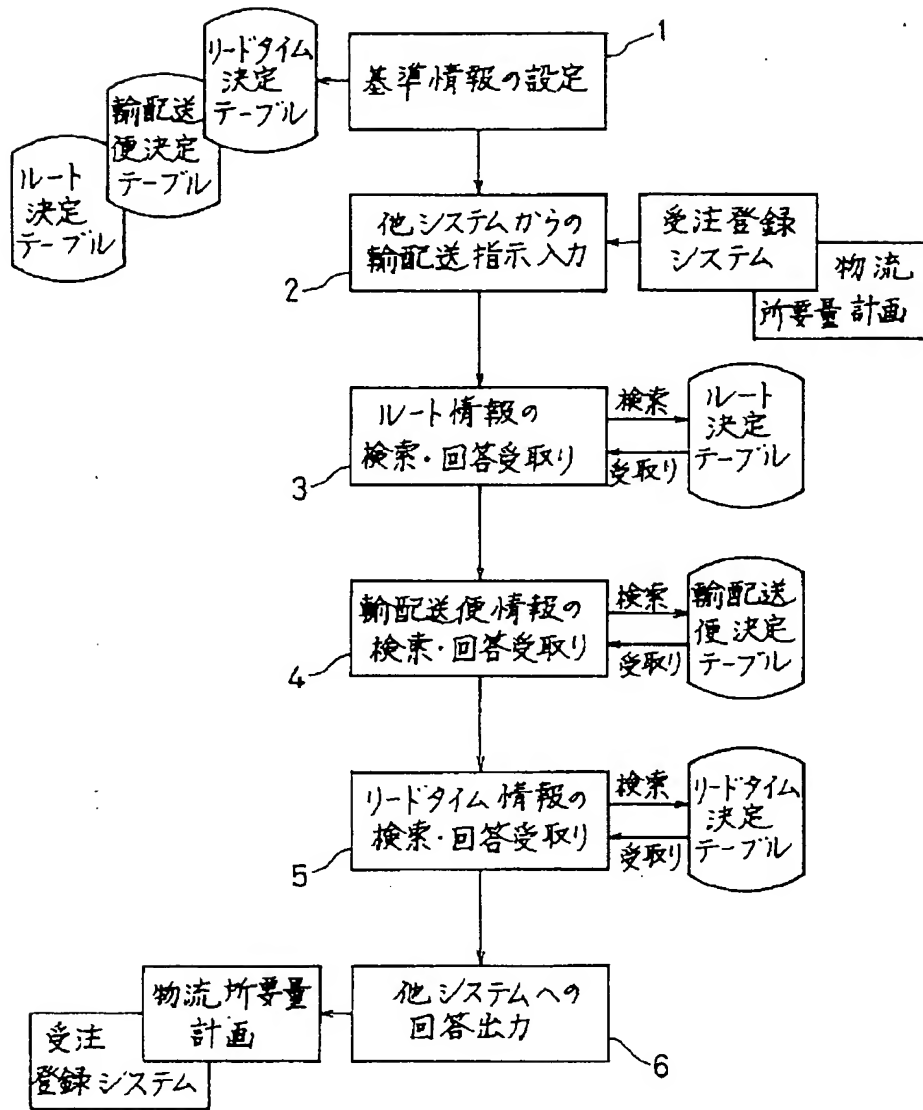 1
リードタイム
決定
テーブル
輸配送
便決定
テーブル
ルート
決定
テーブル
基準情報の設定
他システムからの
輸配送指示入力
2
受注登録
システム
物流
所要量計画
ルート情報の
検索・回答受取り
3
検索
受取り
ルート
決定
テーブル
輸配送便情報の
検索・回答受取り
4
検索
受取り
輸配送
便決定
テーブル
リードタイム情報の
検索・回答受取り
5
検索
受取り
リードタイム
決定
テーブル
物流所要量
計画
受注
登録システム
他システムへの
回答出力
6